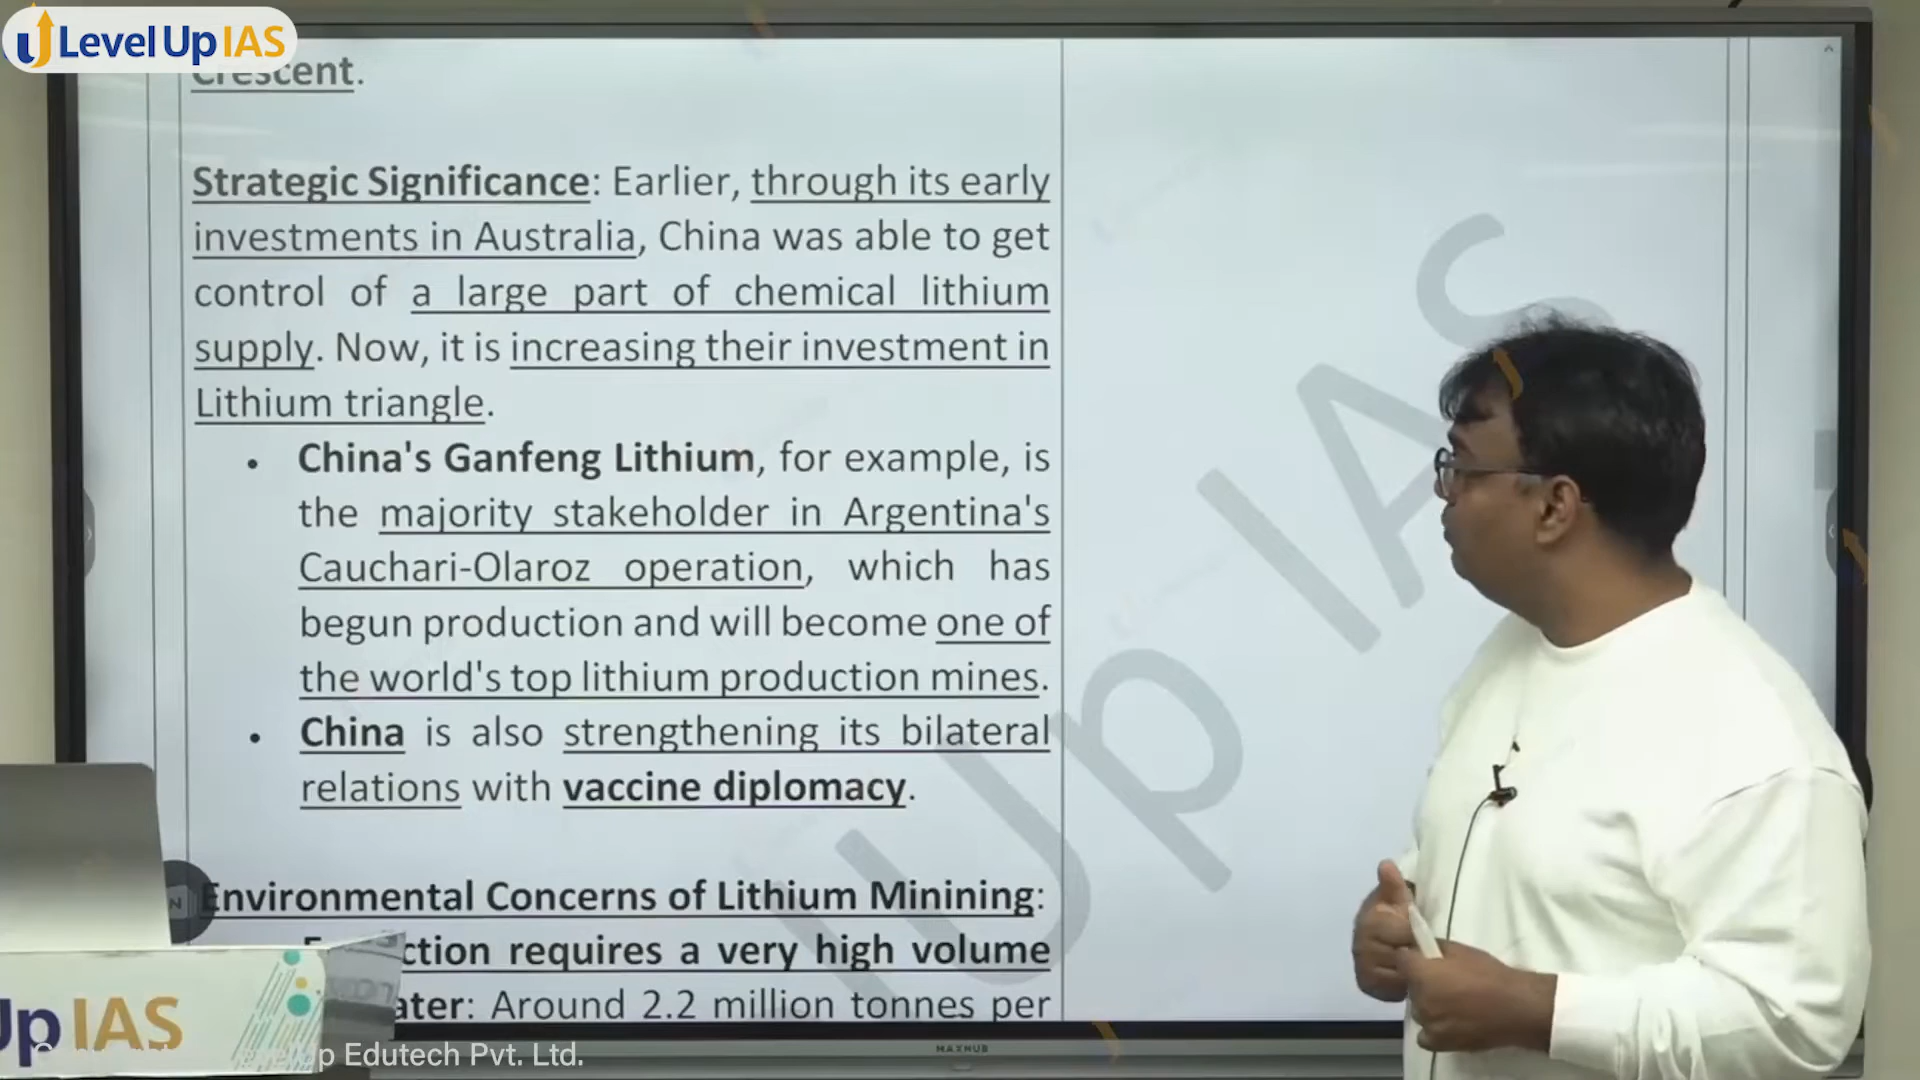 Level Up IAS
Crescent.
Strategic Significance: Earlier, through its early
investments in Australia, China was able to get
control of a large part of chemical lithium
supply. Now, it is increasing their investment in
Lithium triangle.
• China's Ganfeng Lithium, for example, is
the majority stakeholder in Argentina's
Cauchari-Olaroz operation, which has
begun production and will become one of
the world's top lithium production mines.
• China is also strengthening its bilateral
relations with vaccine diplomacy.
Environmental Concerns of Lithium Minining:
requires a very high volume
Around 2.2 million tonnes per
Up IAS
Up IAS
Edutech Pvt. Ltd.
MAXHUB